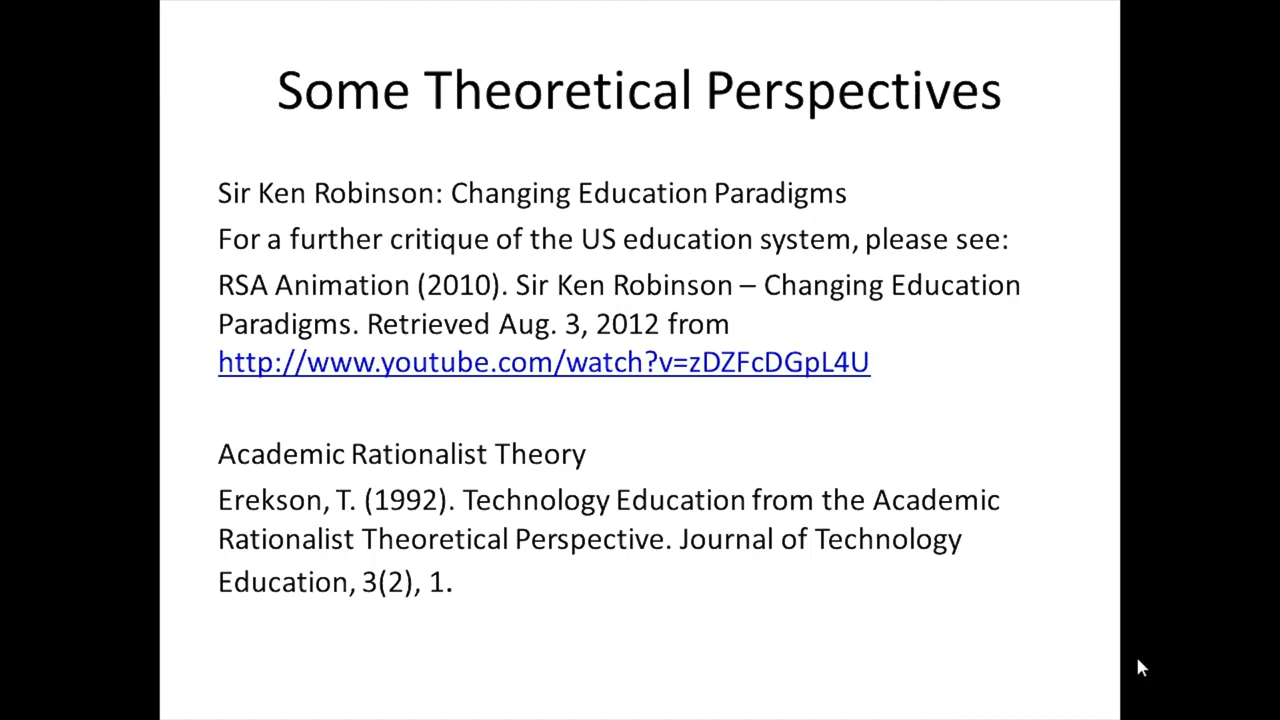 Some Theoretical Perspectives
Sir Ken Robinson: Changing Education Paradigms
For a further critique of the US education system, please see:
RSA Animation (2010). Sir Ken Robinson – Changing Education
Paradigms. Retrieved Aug. 3, 2012 from
http://www.youtube.com/watch?v=zDZFcDGpL4U
Academic Rationalist Theory
Erekson, T. (1992). Technology Education from the Academic
Rationalist Theoretical Perspective. Journal of Technology
Education, 3(2), 1.